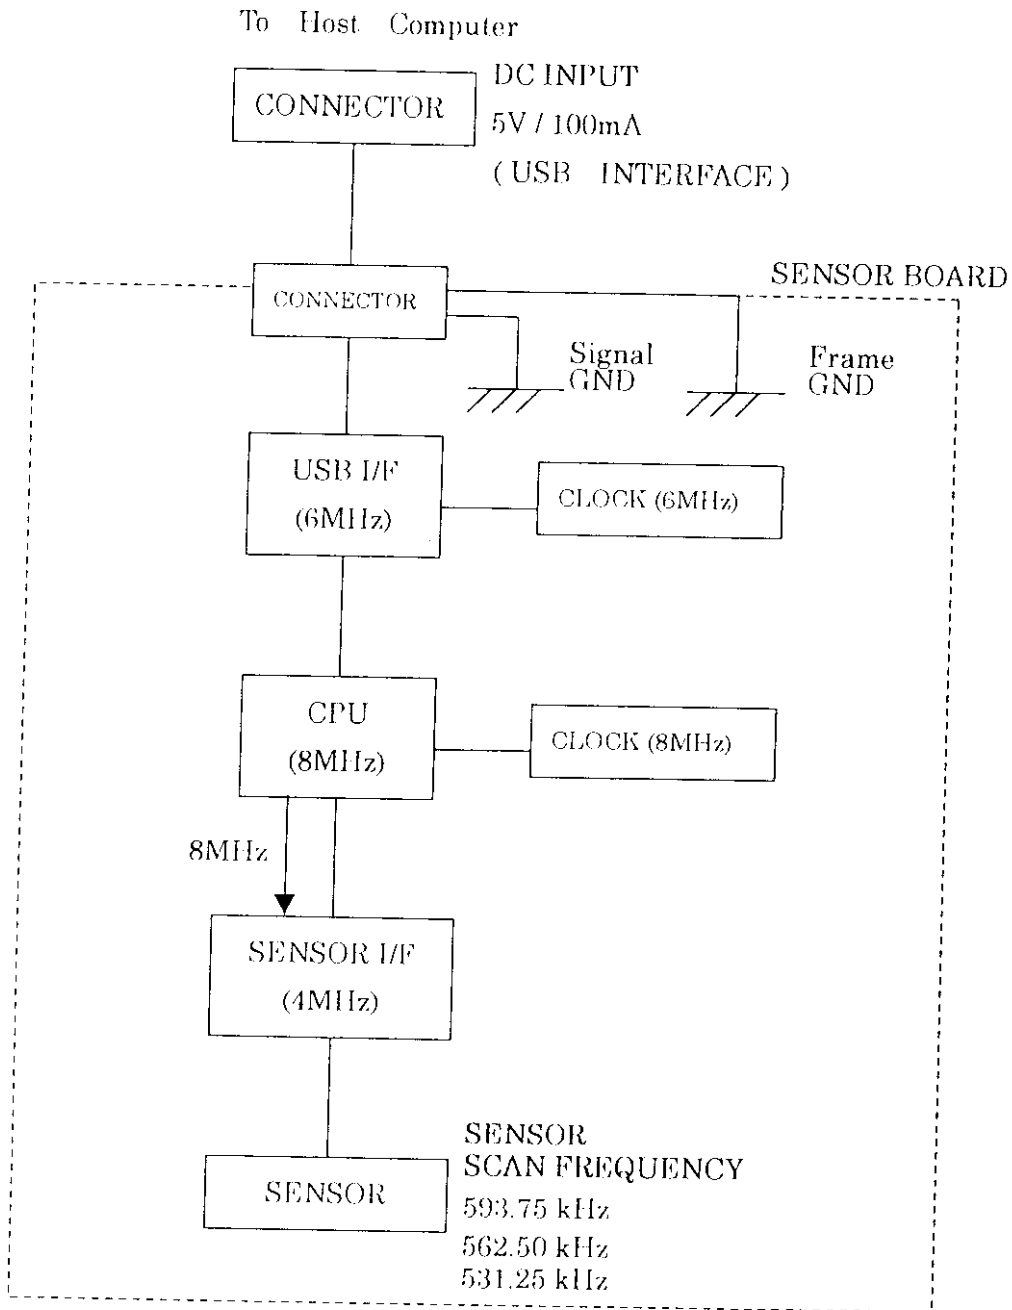 To Host Computer
CONNECTOR
DC INPUT
5V / 100mA
( USB INTERFACE )
SENSOR BOARD
CONNECTOR
Signal
GND
Frame
GND
USB I/F
(6MHz)
CLOCK (6MHz)
CPU
(8MHz)
CLOCK (8MHz)
8MHz
SENSOR I/F
(4MHz)
SENSOR
SCAN FREQUENCY
SENSOR
593.75 kHz
562.50 kHz
531.25 kHz